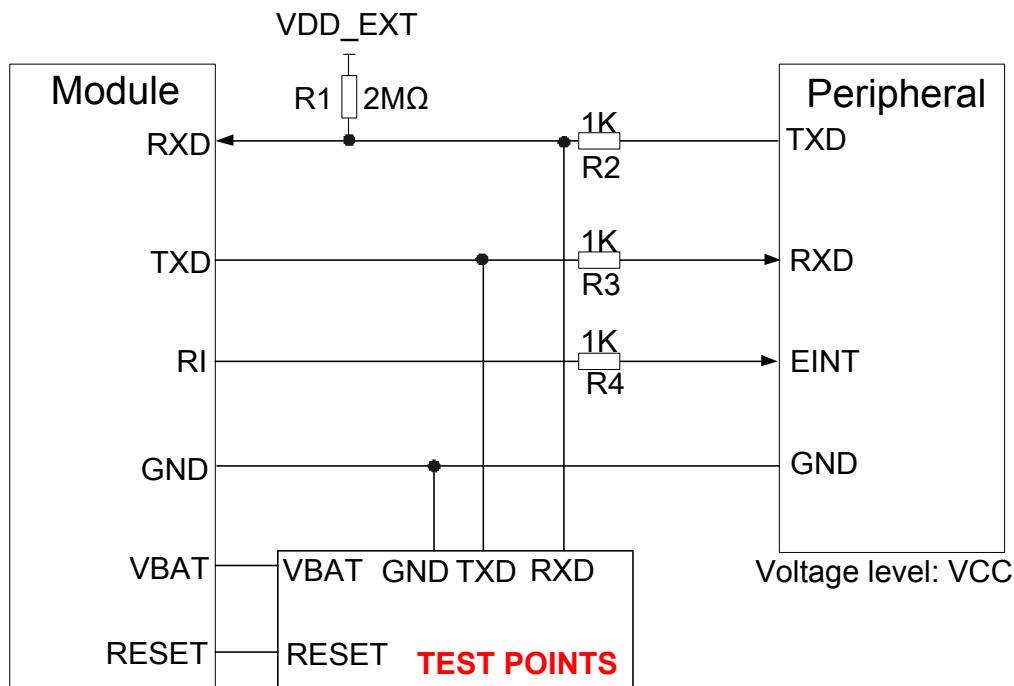 VDD_EXT
Module
R1 2MΩ
Peripheral
RXD
1K
R2
TXD
TXD
1K
R3
RXD
RI
1K
R4
EINT
GND
GND
VBAT
VBAT GND TXD RXD
Voltage level: VCC
RESET
RESET
TEST POINTS